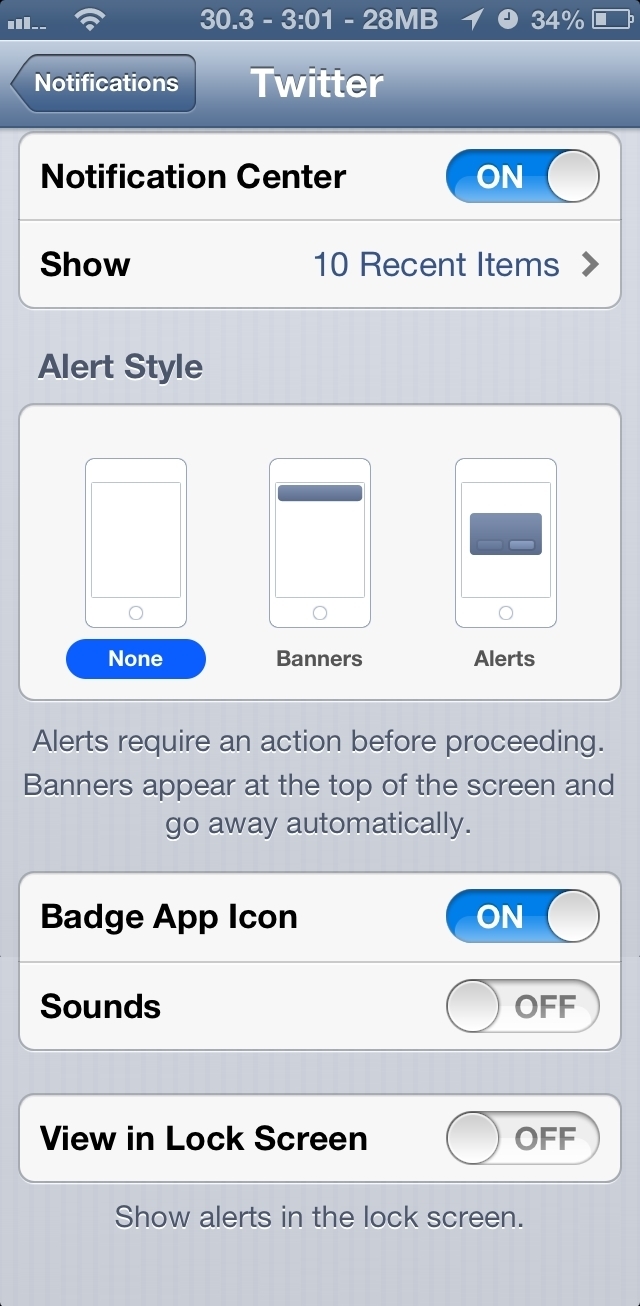 30.3 - 3:01 - 28MB 34%
Notifications Twitter
Notification Center ON
Show 10 Recent Items
Alert Style
None Banners Alerts
Alerts require an action before proceeding.
Banners appear at the top of the screen and
go away automatically.
Badge App Icon ON
Sounds OFF
View in Lock Screen OFF
Show alerts in the lock screen.